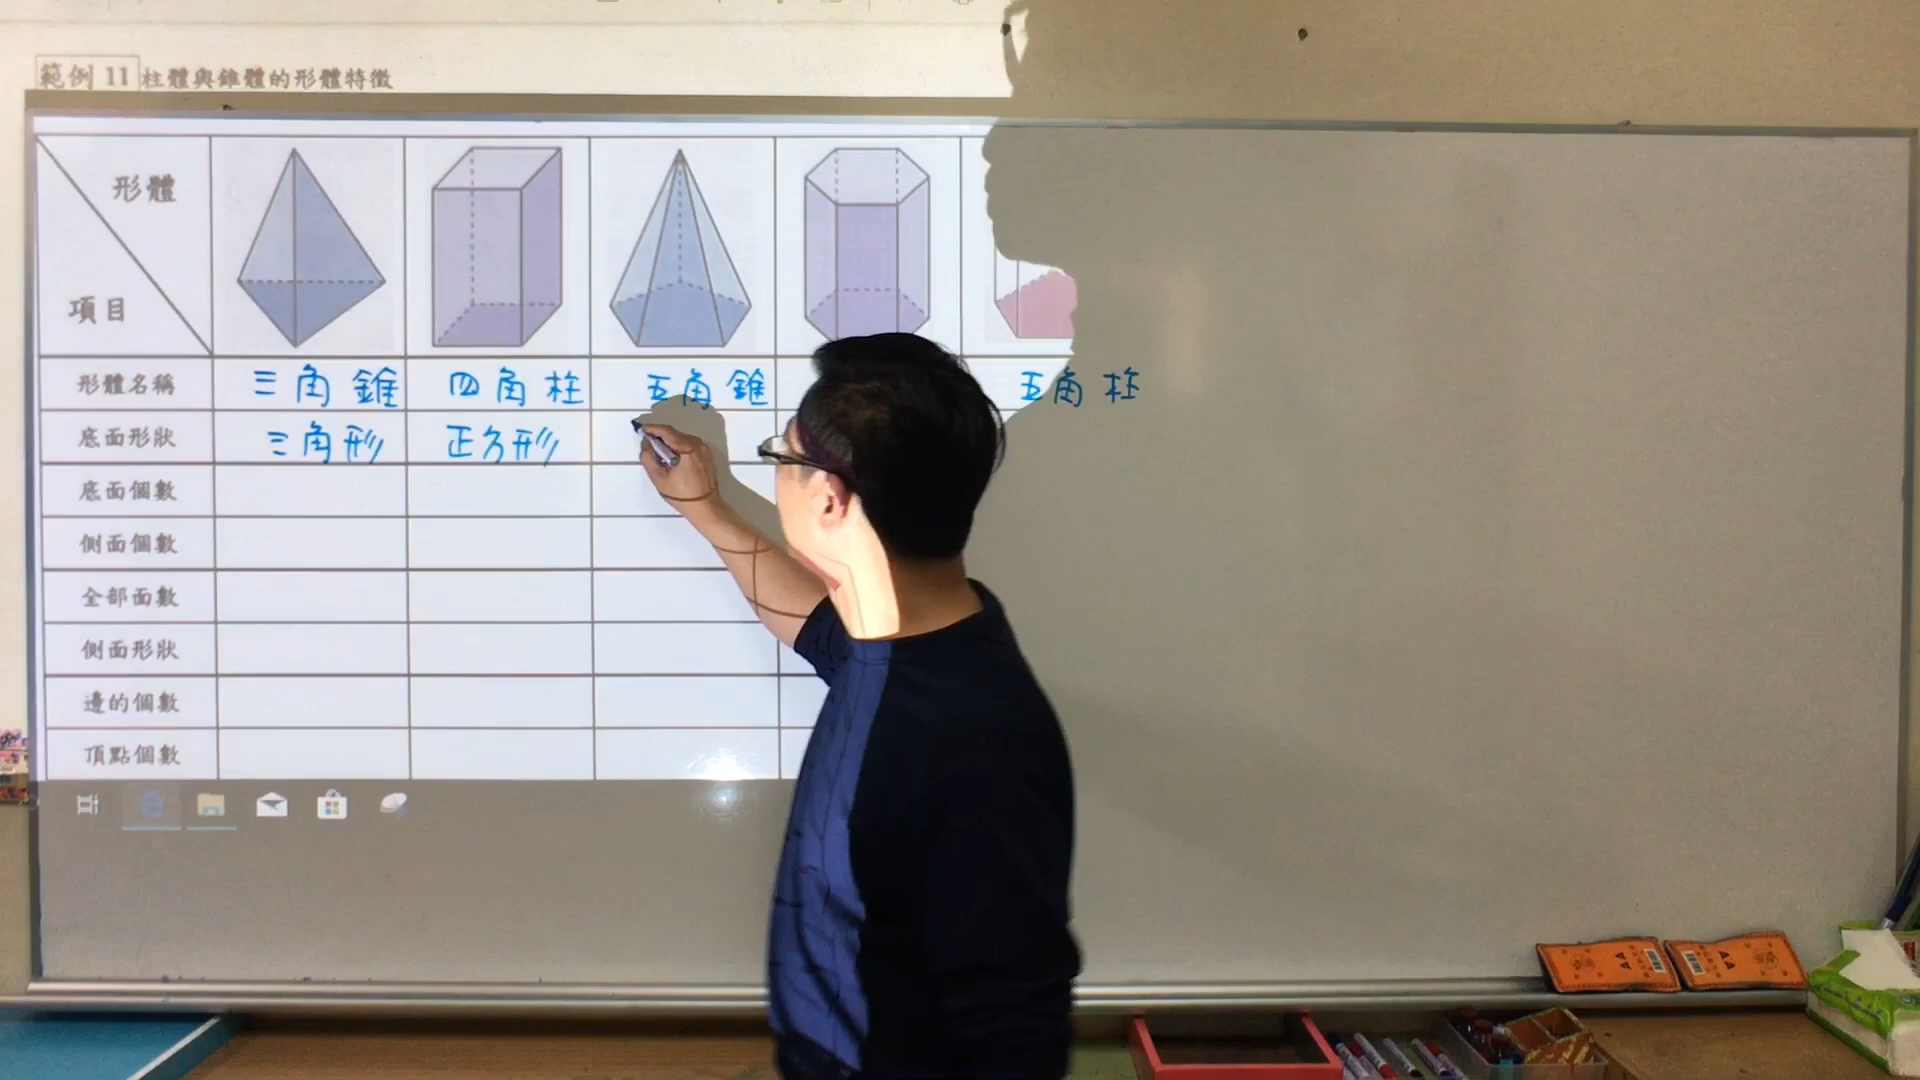 範例 11 柱體與錐體的形體特徵
形體
項目
形體名稱 三角錐 四角柱 五角錐 五角柱
底面形狀 三角形 正方形
底面個數
側面個數
全部面數
側面形狀
邊的個數
頂點個數